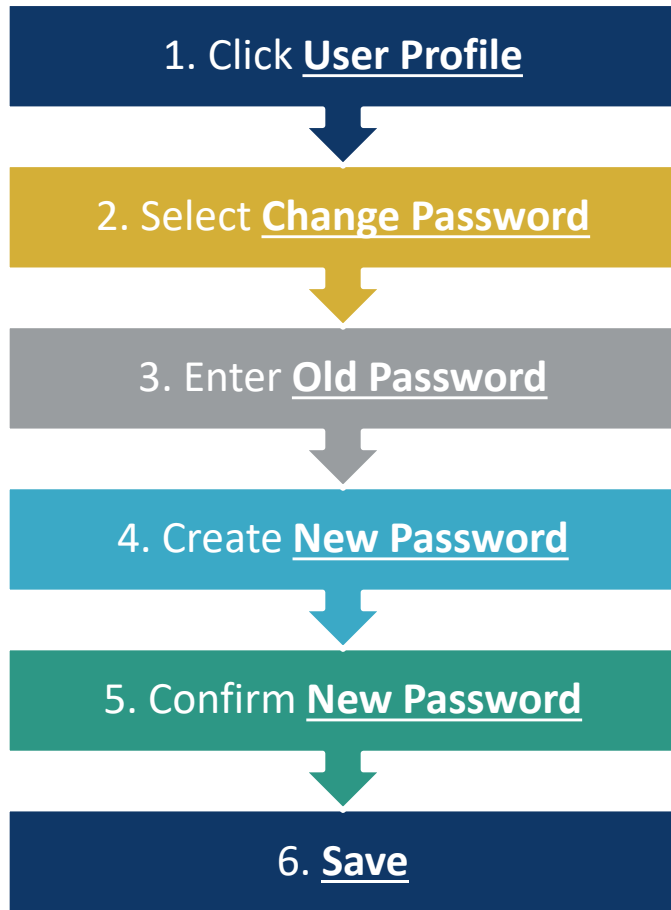 1. Click User Profile
2. Select Change Password
3. Enter Old Password
4. Create New Password
5. Confirm New Password
6. Save